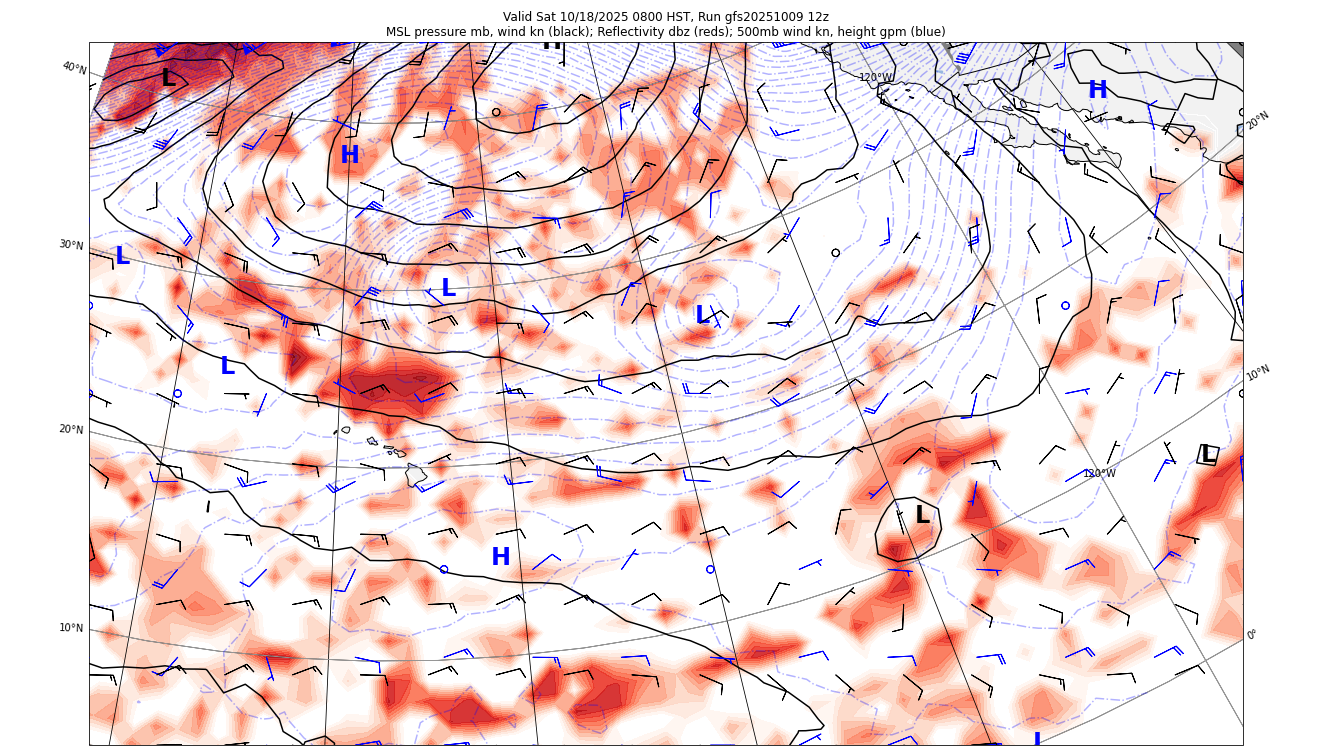 Valid Sat 10/18/2025 0800 HST, Run gfs20251009 12z
MSL pressure mb, wind kn (black); Reflectivity dbz (reds); 500mb wind kn, height gpm (blue)
H
40°N
L
120°W
H
20°N
H
30°N
L
L
L
L
10°N
20°N
L
120°W
L
H
10°N
0°
L